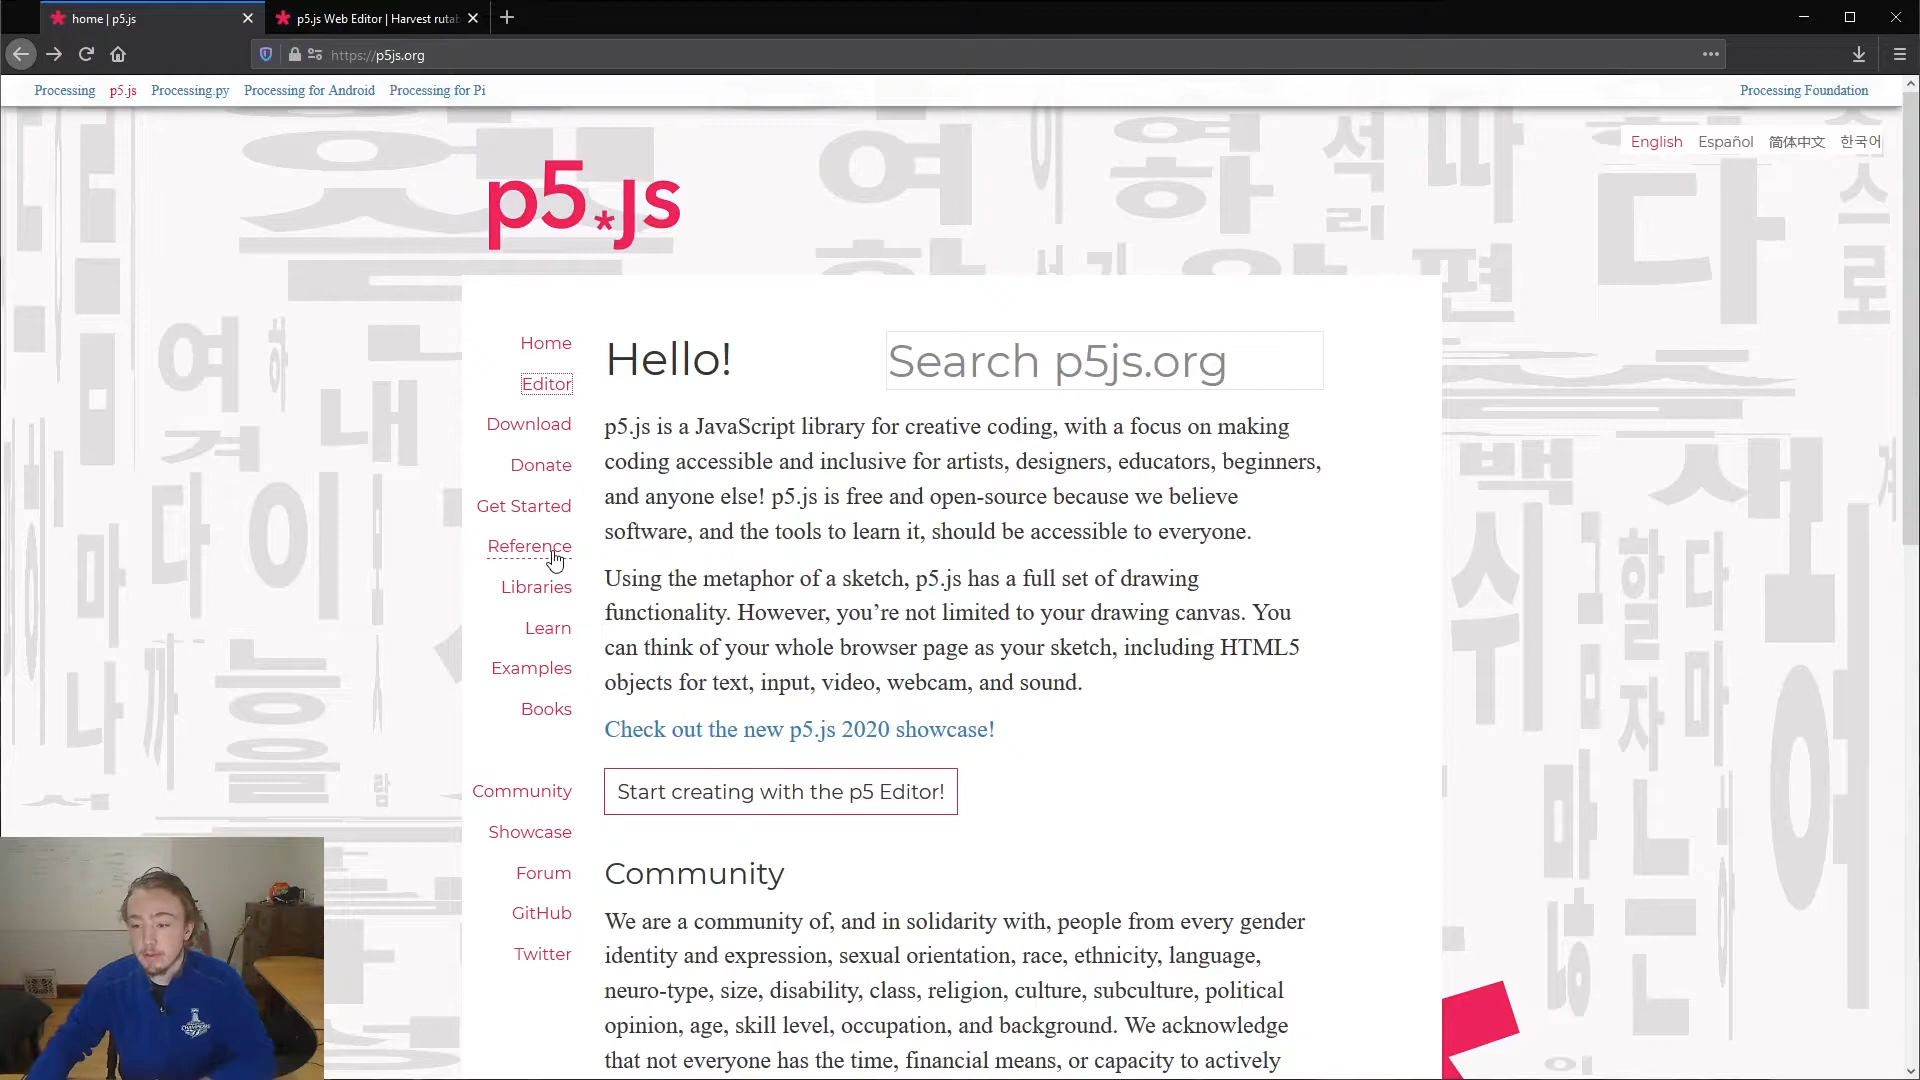 home | p5.js
p5.js Web Editor | Harvest rutab
https://p5js.org
Processing p5.js Processing.py Processing for Android Processing for Pi Processing Foundation
English Español 简体中文 한국어
p5.js
Home
Editor
Download
Donate
Get Started
Reference
Libraries
Learn
Examples
Books
Community
Showcase
Forum
GitHub
Twitter
Hello!
Search p5js.org
p5.js is a JavaScript library for creative coding, with a focus on making
coding accessible and inclusive for artists, designers, educators, beginners,
and anyone else! p5.js is free and open-source because we believe
software, and the tools to learn it, should be accessible to everyone.
Using the metaphor of a sketch, p5.js has a full set of drawing
functionality. However, you’re not limited to your drawing canvas. You
can think of your whole browser page as your sketch, including HTML5
objects for text, input, video, webcam, and sound.
Check out the new p5.js 2020 showcase!
Start creating with the p5 Editor!
Community
We are a community of, and in solidarity with, people from every gender
identity and expression, sexual orientation, race, ethnicity, language,
neuro-type, size, disability, class, religion, culture, subculture, political
opinion, age, skill level, occupation, and background. We acknowledge
that not everyone has the time, financial means, or capacity to actively